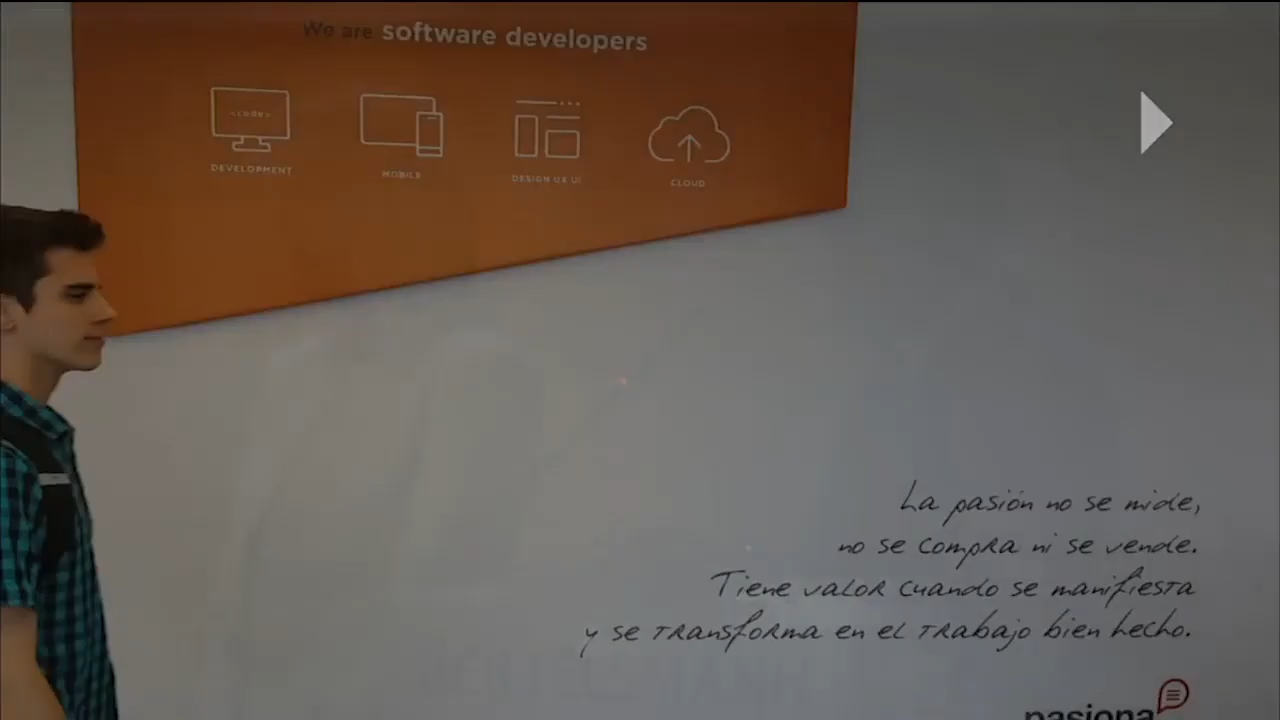 We are software developers
<code>
DEVELOPMENT
MOBILE
DESIGN UX UI
CLOUD
La pasión no se mide,
no se compra ni se vende.
Tiene valor cuando se manifiesta
y se transforma en el trabajo bien hecho.
pasiona